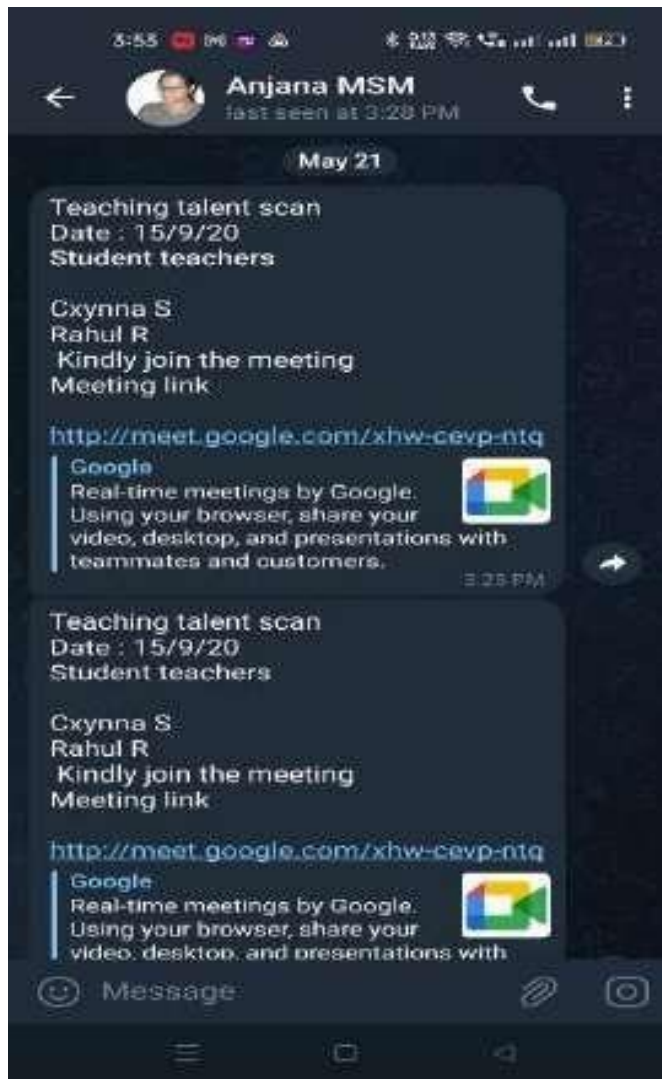 3:53
Anjana MSM
last seen at 3:28 PM
May 21
Teaching talent scan
Date : 15/9/20
Student teachers
Cxynna S
Rahul R
Kindly join the meeting
Meeting link
http://meet.google.com/xhw-cevp-ntq
Google
Real-time meetings by Google.
Using your browser, share your
video, desktop, and presentations with
teammates and customers.
3:23 PM
Teaching talent scan
Date : 15/9/20
Student teachers
Cxynna S
Rahul R
Kindly join the meeting
Meeting link
http://meet.google.com/xhw-cevp-ntq
Google
Real-time meetings by Google.
Using your browser, share your
video, desktop, and presentations with
Message